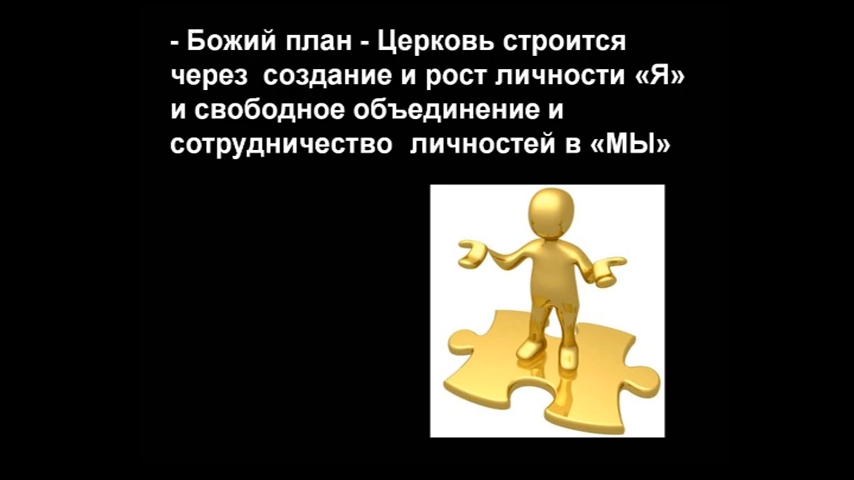 - Божий план - Церковь строится
через создание и рост личности «Я»
и свободное объединение и
сотрудничество личностей в «МЫ»